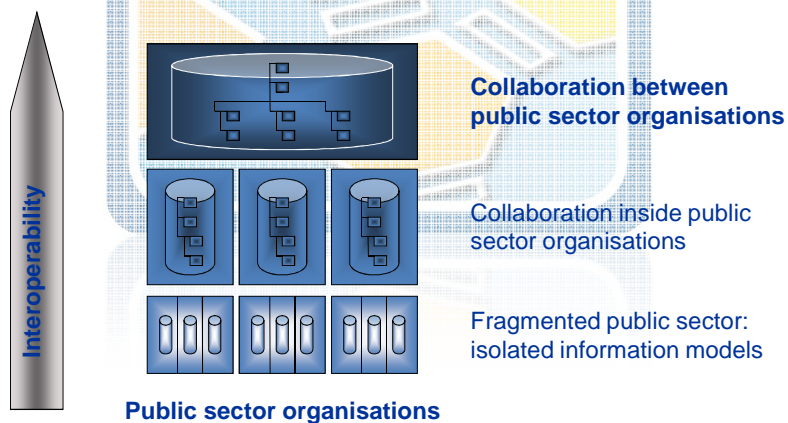 Interoperability
Collaboration between
public sector organisations
Collaboration inside public
sector organisations
Fragmented public sector:
isolated information models
Public sector organisations